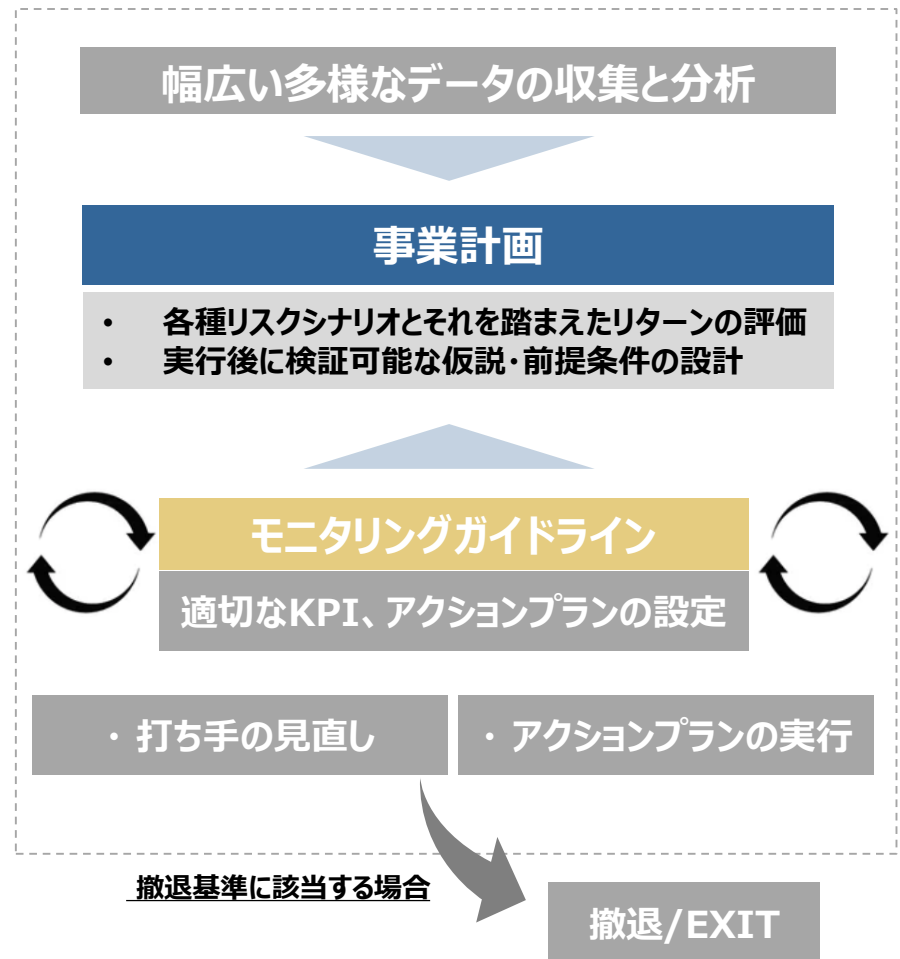 幅広い多様なデータの収集と分析
事業計画
• 各種リスクシナリオとそれを踏まえたリターンの評価
• 実行後に検証可能な仮説・前提条件の設計
モニタリングガイドライン
適切なKPI、アクションプランの設定
・打ち手の見直し
・アクションプランの実行
撤退基準に該当する場合
撤退/EXIT